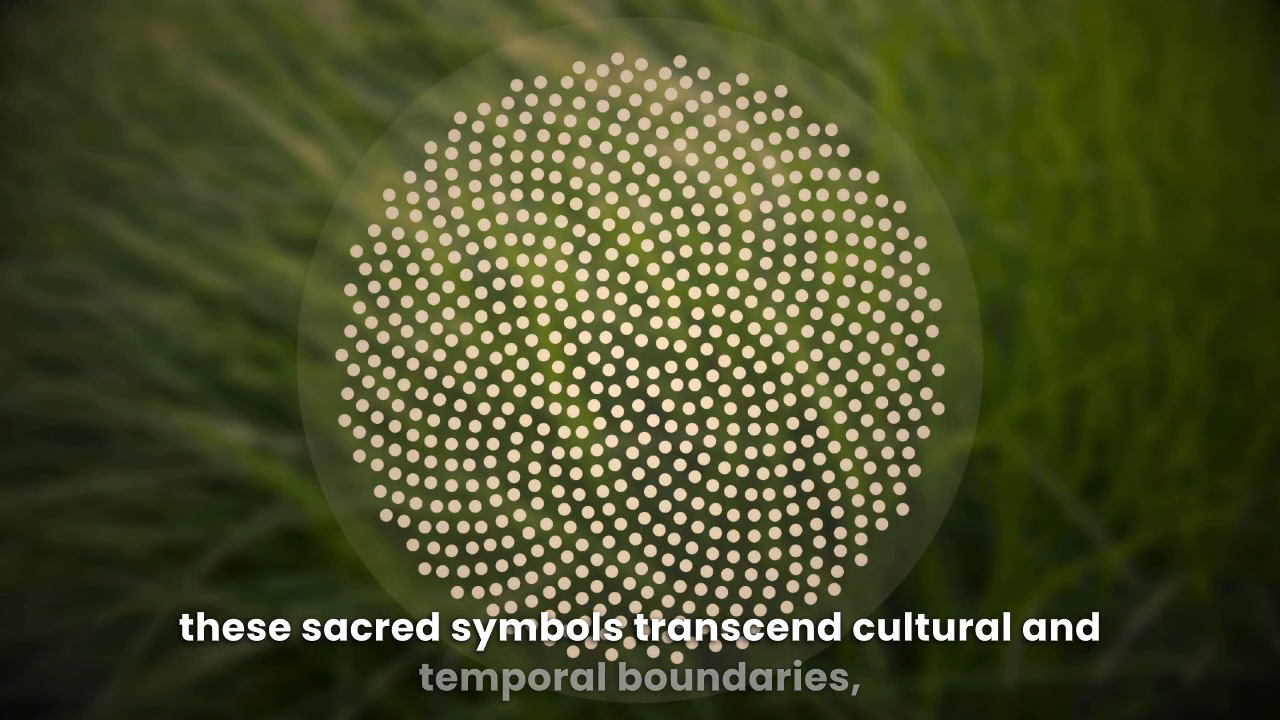 these sacred symbols transcend cultural and
temporal boundaries,